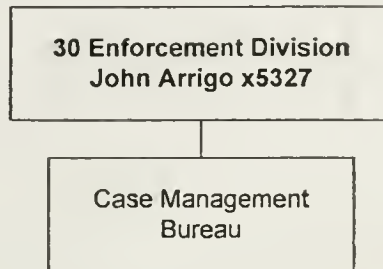 30 Enforcement Division
John Arrigo x5327
Case Management
Bureau